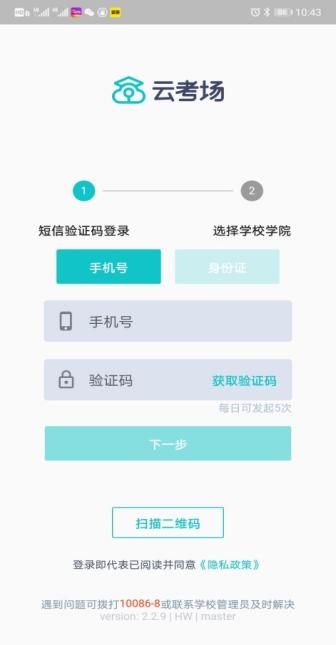 10:43
云考场
1
2
短信验证码登录
选择学校学院
手机号
身份证
手机号
验证码
获取验证码
每日可发起5次
下一步
扫描二维码
登录即代表已阅读并同意《隐私政策》
遇到问题可拨打10086-8或联系学校管理员及时解决
version: 2.2.9 | HW | master